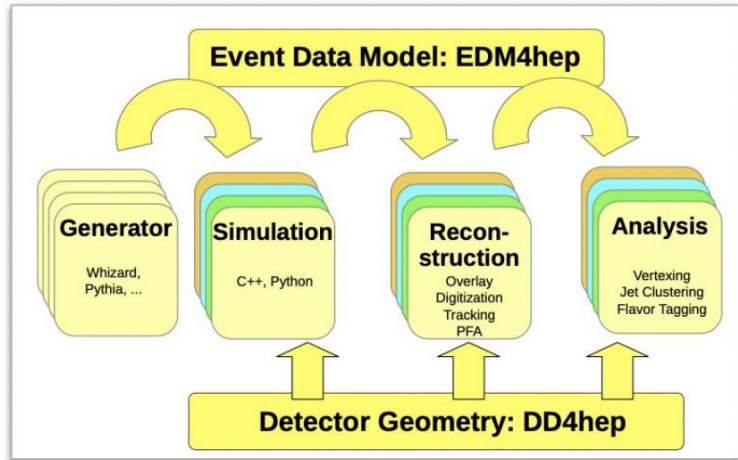 Event Data Model: EDM4hep
Generator
Whizard,
Pythia, ...
Simulation
C++, Python
Recon-
struction
Overlay
Digitization
Tracking
PFA
Analysis
Vertexing
Jet Clustering
Flavor Tagging
Detector Geometry: DD4hep